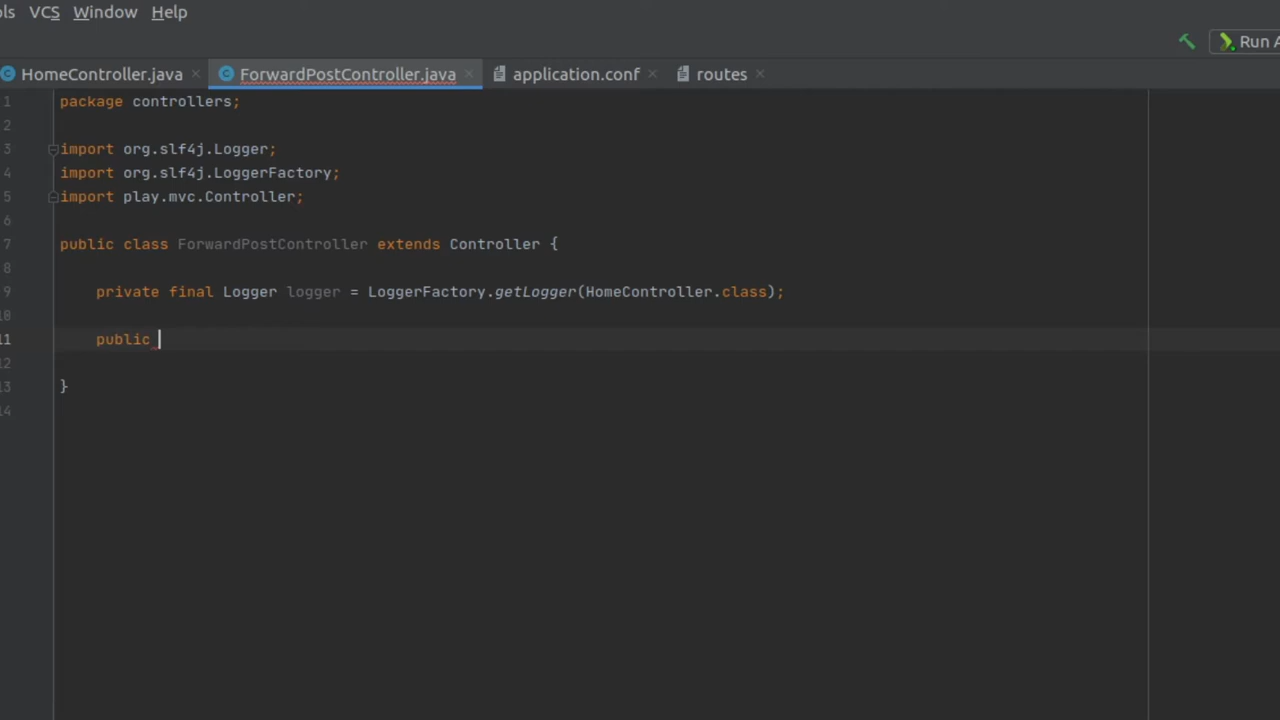 ols VCS Window Help
Run A
HomeController.java ForwardPostController.java application.conf routes
1 package controllers;
2
3 import org.slf4j.Logger;
4 import org.slf4j.LoggerFactory;
5 import play.mvc.Controller;
6
7 public class ForwardPostController extends Controller {
8
9 private final Logger logger = LoggerFactory.getLogger(HomeController.class);
10
11 public
12
13 }
14